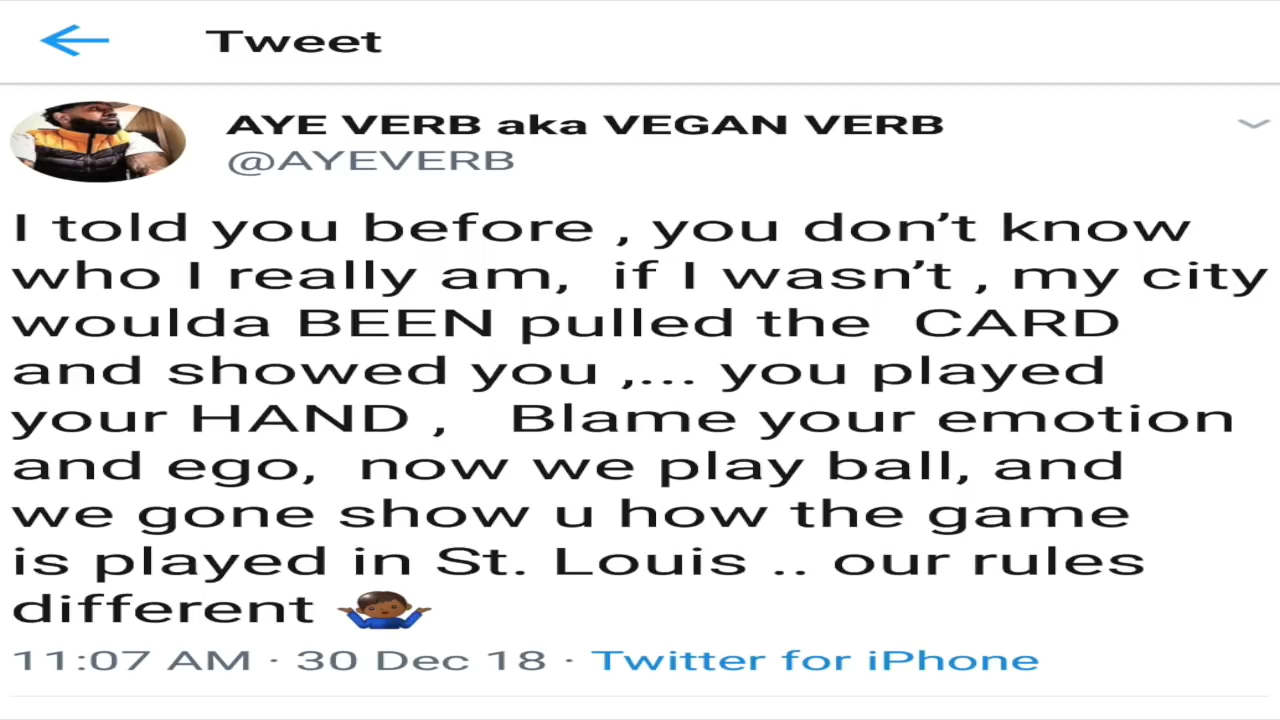 Tweet
AYE VERB aka VEGAN VERB
@AYEVERB
I told you before , you don’t know
who I really am,  if I wasn’t , my city
woulda BEEN pulled the  CARD
and showed you ,... you played
your HAND ,   Blame your emotion
and ego,  now we play ball, and
we gone show u how the game
is played in St. Louis .. our rules
different 🤷🏾‍♂️
11:07 AM · 30 Dec 18 · Twitter for iPhone